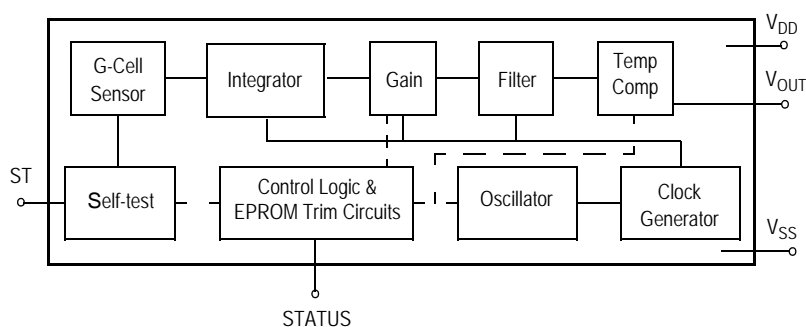 G-Cell
Sensor
Integrator
Gain
Filter
Temp
Comp
VDD
VOUT
ST
Self-test
Control Logic &
EPROM Trim Circuits
Oscillator
Clock
Generator
VSS
STATUS